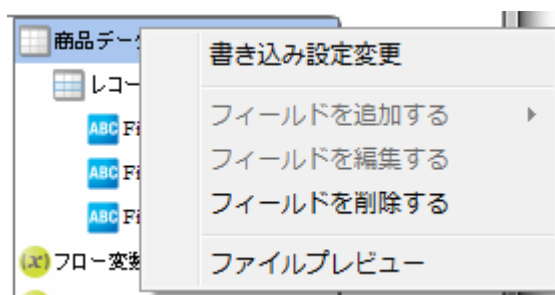 商品デー
書き込み設定変更
レコー
フィールドを追加する
ABC Fi
フィールドを編集する
ABC Fi
フィールドを削除する
ABC Fi
(x) フロー変数
ファイルプレビュー